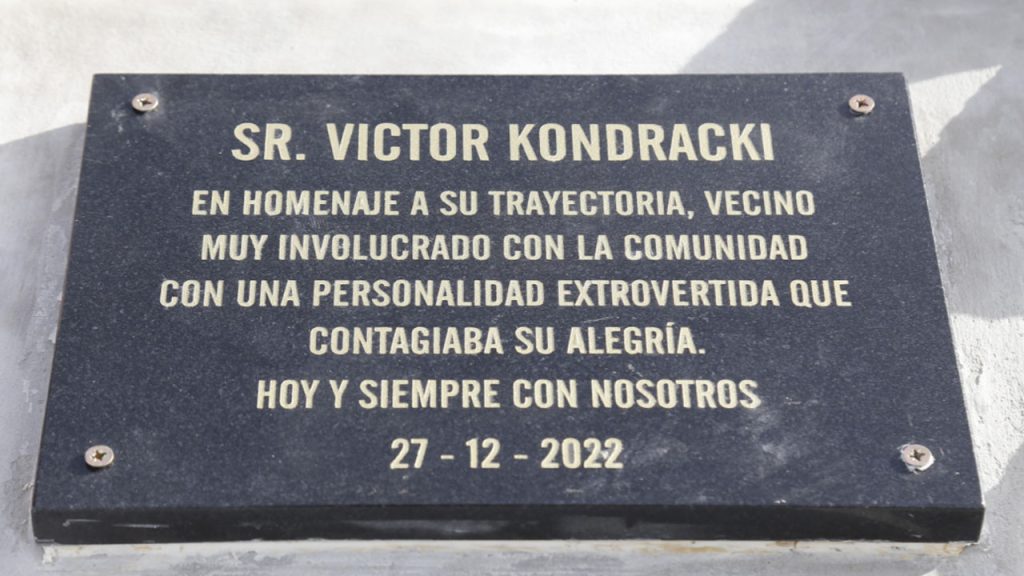 SR. VICTOR KONDRACKI
EN HOMENAJE A SU TRAYECTORIA, VECINO
MUY INVOLUCRADO CON LA COMUNIDAD
CON UNA PERSONALIDAD EXTROVERTIDA QUE
CONTAGIABA SU ALEGRÍA.
HOY Y SIEMPRE CON NOSOTROS
27 - 12 - 2022